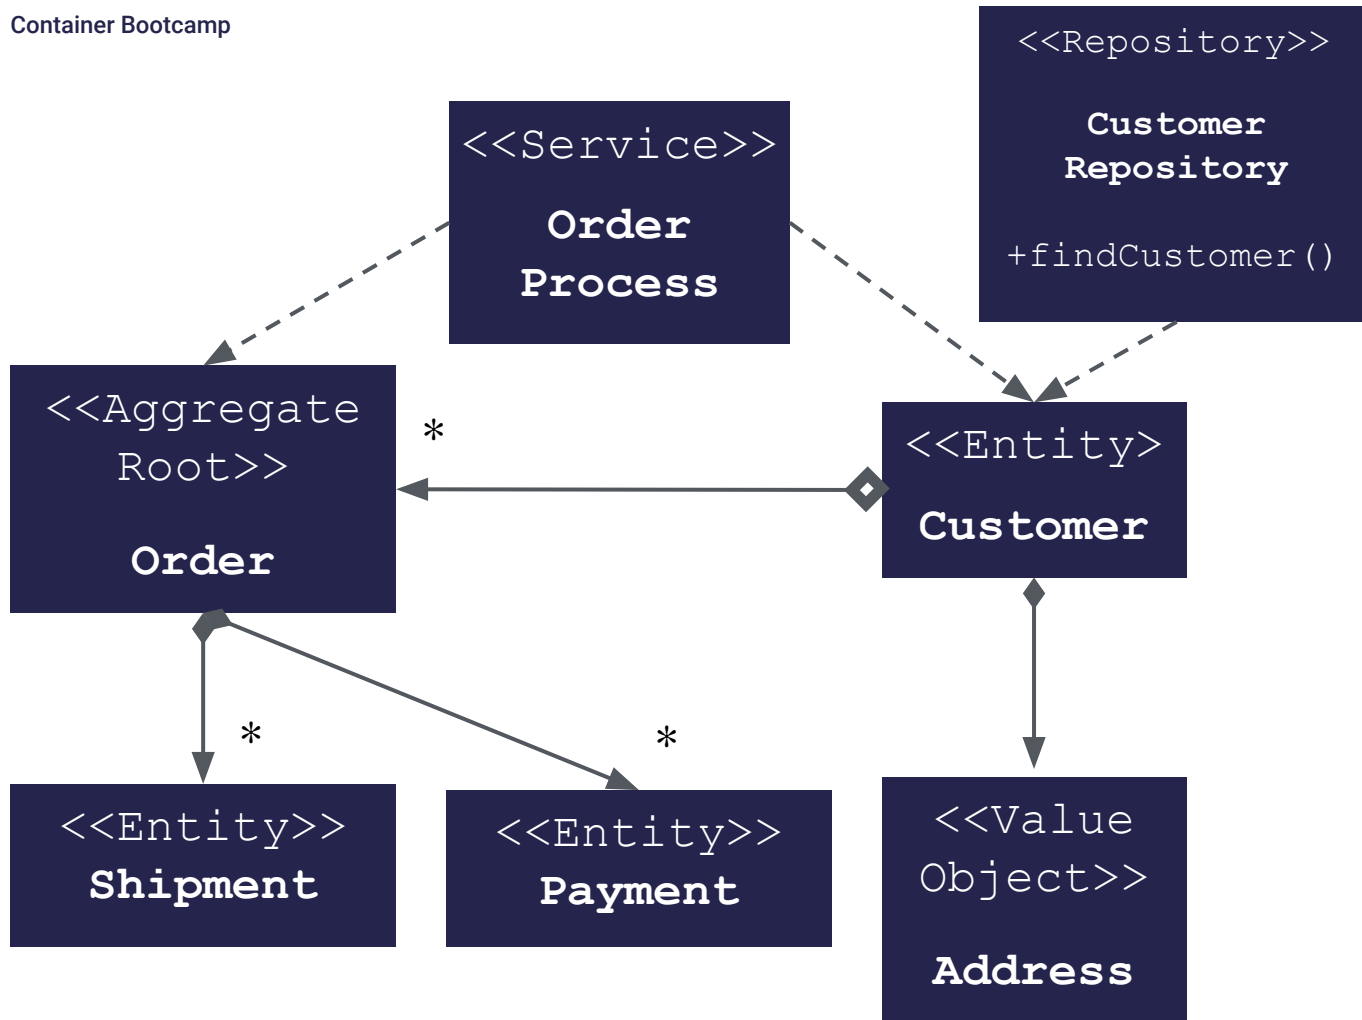 Container Bootcamp
<<Repository>>
Customer
Repository
+findCustomer()
<<Service>>
Order
Process
<<Aggregate
Root>>
Order
*
<<Entity>
Customer
*
*
<<Entity>>
Shipment
<<Entity>>
Payment
<<Value
Object>>
Address